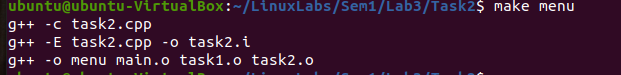 ubuntu@ubuntu-VirtualBox:~/LinuxLabs/Sem1/Lab3/Task2$ make menu
g++ -c task2.cpp
g++ -E task2.cpp -o task2.i
g++ -o menu main.o task1.o task2.o